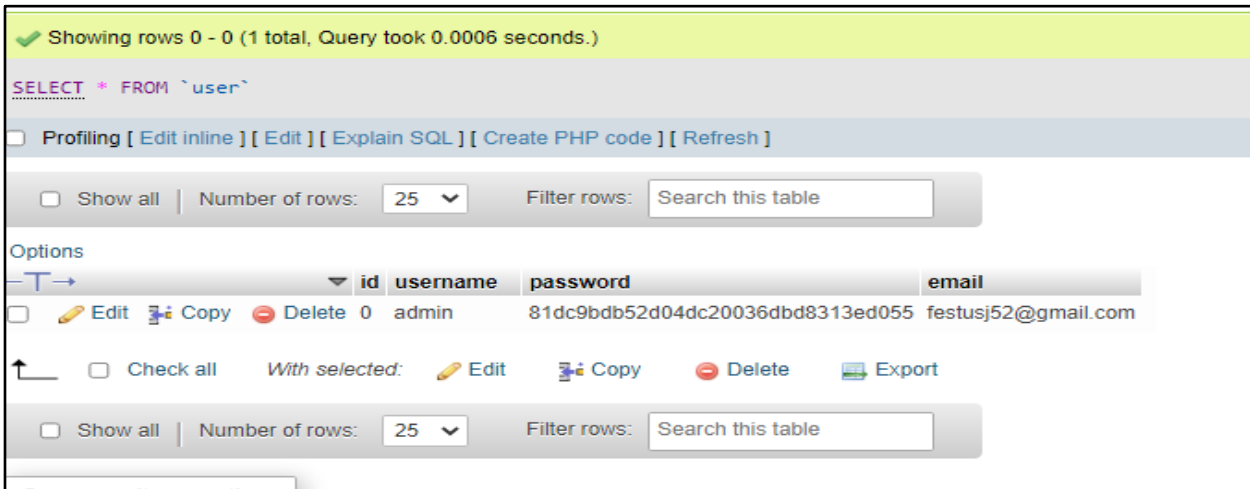 Showing rows 0 - 0 (1 total, Query took 0.0006 seconds.)
SELECT * FROM `user`
Profiling [ Edit inline ] [ Edit ] [ Explain SQL ] [ Create PHP code ] [ Refresh ]
Show all | Number of rows: 25 Filter rows: Search this table
Options
id username password email
Edit Copy Delete 0 admin 81dc9bdb52d04dc20036dbd8313ed055 festusj52@gmail.com
Check all With selected: Edit Copy Delete Export
Show all | Number of rows: 25 Filter rows: Search this table